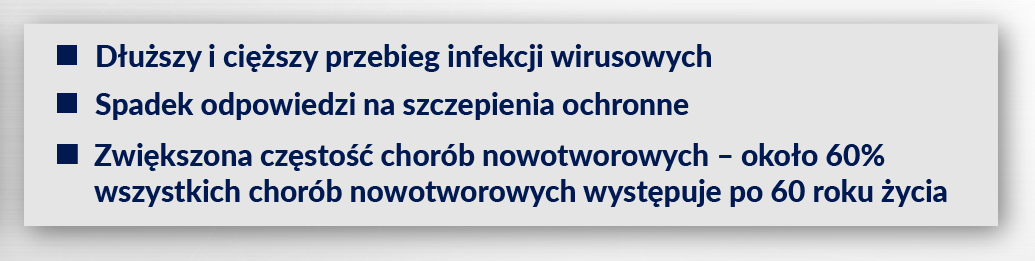 Dłuższy i cięższy przebieg infekcji wirusowych
Spadek odpowiedzi na szczepienia ochronne
Zwiększona częstość chorób nowotworowych – około 60%
wszystkich chorób nowotworowych występuje po 60 roku życia